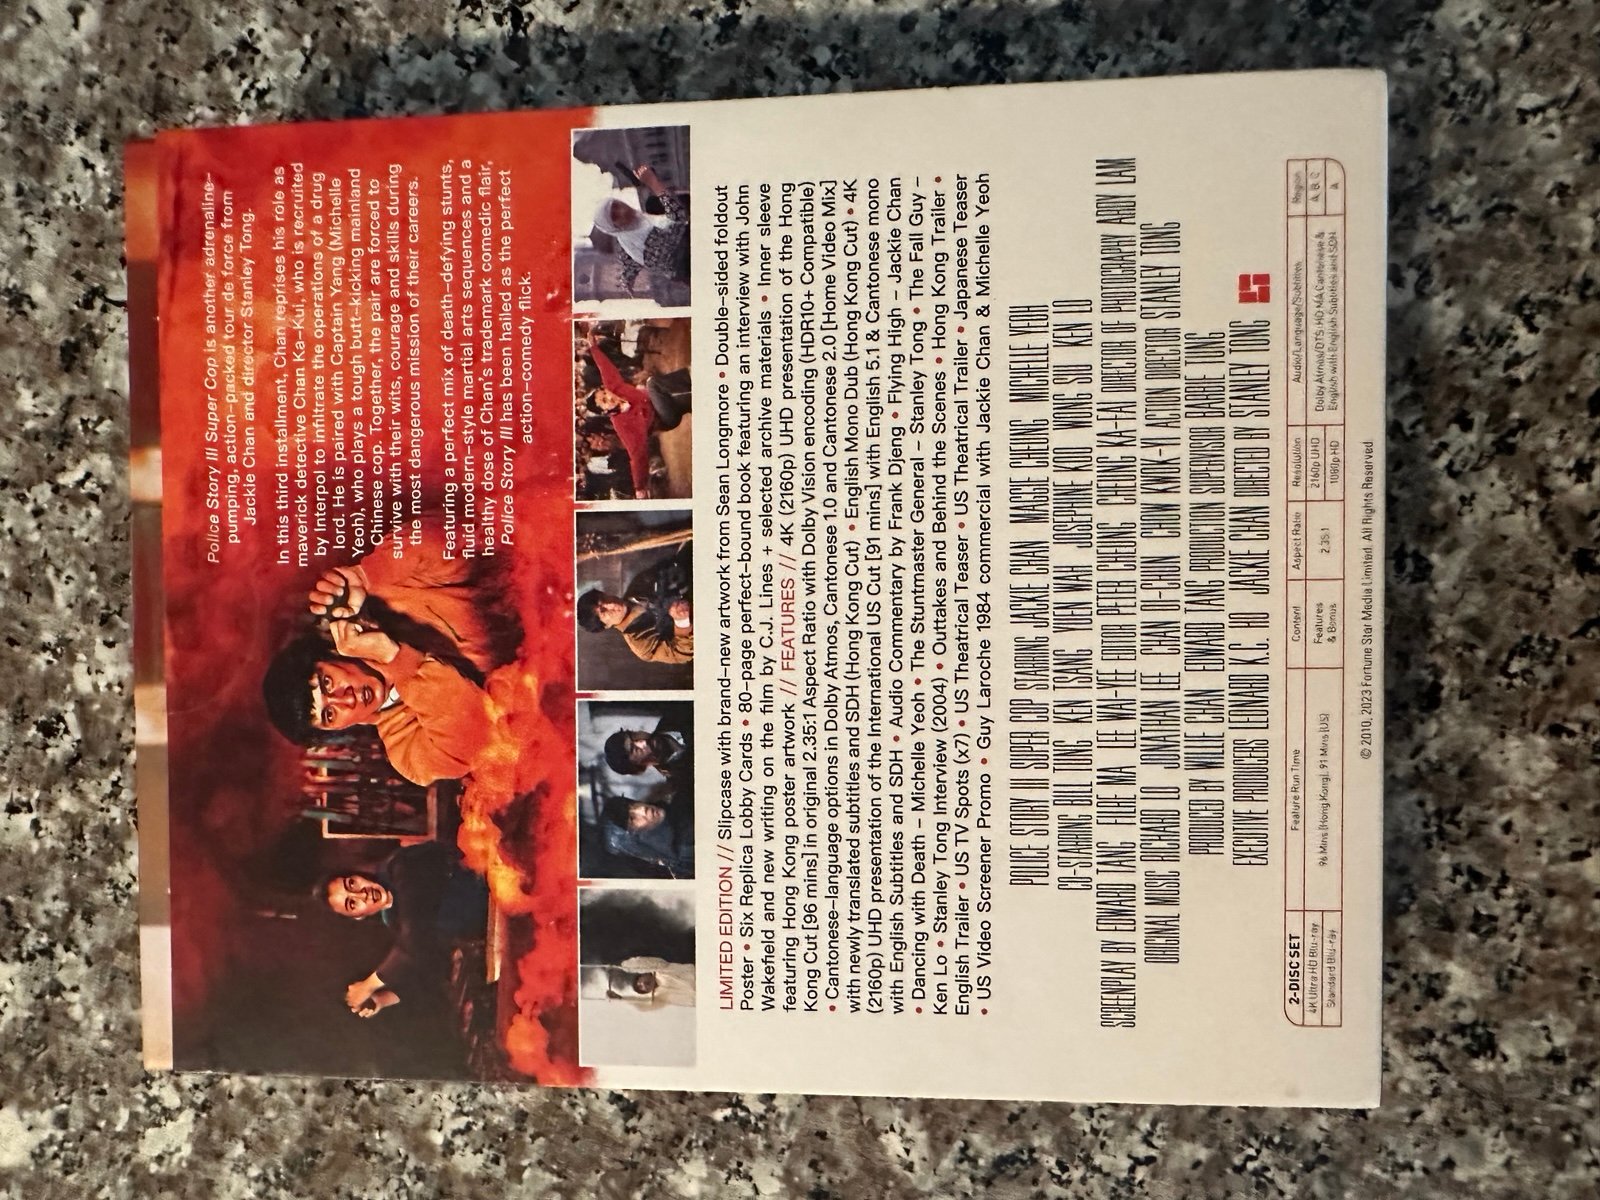 Police Story III Super Cop is another adrenaline-
pumping, action-packed tour de force from
Jackie Chan and director Stanley Tong.
In this third installment, Chan reprises his role as
maverick detective Chan Ka-Kui, who is recruited
by Interpol to infiltrate the operations of a drug
lord. He is paired with Captain Yang (Michelle
Yeoh), who plays a tough butt-kicking mainland
Chinese cop. Together, the pair are forced to
survive with their wits, courage and skills during
the most dangerous mission of their careers.
Featuring a perfect mix of death-defying stunts,
fluid modern-style martial arts sequences and a
healthy dose of Chan's trademark comedic flair,
Police Story III has been hailed as the perfect
action-comedy flick.
LIMITED EDITION // Slipcase with brand-new artwork from Sean Longmore • Double-sided foldout
Poster • Six Replica Lobby Cards • 80-page perfect-bound book featuring an interview with John
Wakefield and new writing on the film by C.J. Lines + selected archive materials • Inner sleeve
featuring Hong Kong poster artwork // FEATURES // 4K (2160p) UHD presentation of the Hong
Kong Cut [96 mins] in original 2.35:1 Aspect Ratio with Dolby Vision encoding (HDR10+ Compatible)
• Cantonese-language options in Dolby Atmos, Cantonese 1.0 and Cantonese 2.0 [Home Video Mix]
with newly translated subtitles and SDH (Hong Kong Cut) • English Mono Dub (Hong Kong Cut) • 4K
(2160p) UHD presentation of the International US Cut [91 mins] with English 5.1 & Cantonese mono
with English Subtitles and SDH • Audio Commentary by Frank Djeng • Flying High – Jackie Chan
• Dancing with Death – Michelle Yeoh • The Stuntmaster General – Stanley Tong • The Fall Guy –
Ken Lo • Stanley Tong Interview (2004) • Outtakes and Behind the Scenes • Hong Kong Trailer •
English Trailer • US TV Spots (x7) • US Theatrical Teaser • US Theatrical Trailer • Japanese Teaser
• US Video Screener Promo • Guy Laroche 1984 commercial with Jackie Chan & Michelle Yeoh
POLICE STORY III SUPER COP STARRING JACKIE CHAN MAGGIE CHEUNG MICHELLE YEOH
CO-STARRING BILL TUNG KEN TSANG YUEN WAH JOSEPHINE KOO WONG SIU KEN LO
SCREENPLAY BY EDWARD TANG FILRE MA LEE WAI-YEE EDITOR PETER CHEUNG CHEUNG KA-FAI DIRECTOR OF PHOTOGRAPHY ARDY LAM
ORIGINAL MUSIC RICHARD LO JONATHAN LEE CHAN DI-CHUN CHOW KWOK-YI ACTION DIRECTOR STANLEY TONG
PRODUCED BY WILLIE CHAN EDWARD TANG PRODUCTION SUPERVISOR BARBIE TUNG
EXECUTIVE PRODUCERS LEONARD K.C. HO JACKIE CHAN DIRECTED BY STANLEY TONG
2-DISC SET Feature Run Time Content Aspect Ratio Resolution Audio/Language/Subtitles Region
4K Ultra HD Blu-ray 96 Mins (Hong Kong), 91 Mins (US) Features & Bonus 2.35:1 2160p UHD Dolby Atmos/DTS-HD MA Cantonese & English with English Subtitles and SDH A, B, C
Standard Blu-ray 1080p HD A
© 2010, 2023 Fortune Star Media Limited. All Rights Reserved